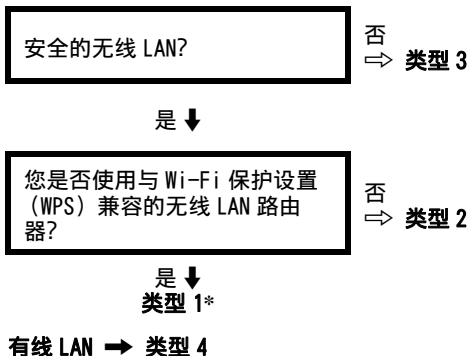 安全的无线 LAN?
否
⇨ 类型 3
是 ⬇
您是否使用与 Wi-Fi 保护设置
（WPS）兼容的无线 LAN 路由
器?
否
⇨ 类型 2
是 ⬇
类型 1*
有线 LAN ➡ 类型 4